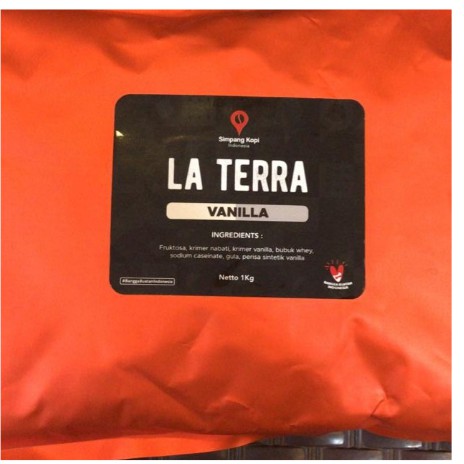 Simpang Kopi
Indonesia
LA TERRA
VANILLA
INGREDIENTS :
Fruktosa, krimer nabati, krimer vanilla, bubuk whey,
sodium caseinate, gula, perisa sintetik vanilla
Netto 1Kg